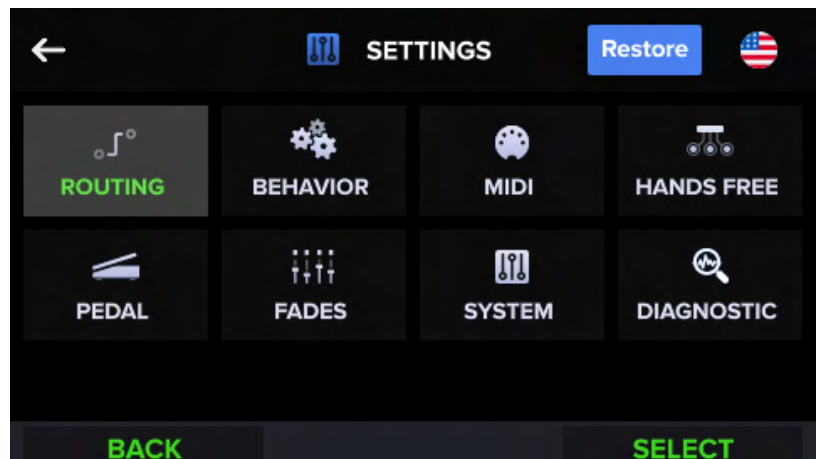 SETTINGS Restore
ROUTING BEHAVIOR MIDI HANDS FREE
PEDAL FADES SYSTEM DIAGNOSTIC
BACK SELECT